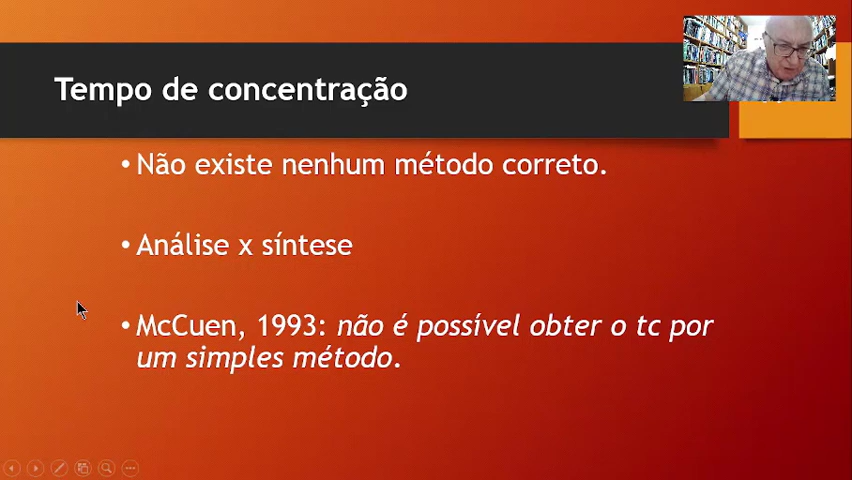 Tempo de concentração
• Não existe nenhum método correto.
• Análise x síntese
• McCuen, 1993: não é possível obter o tc por
um simples método.